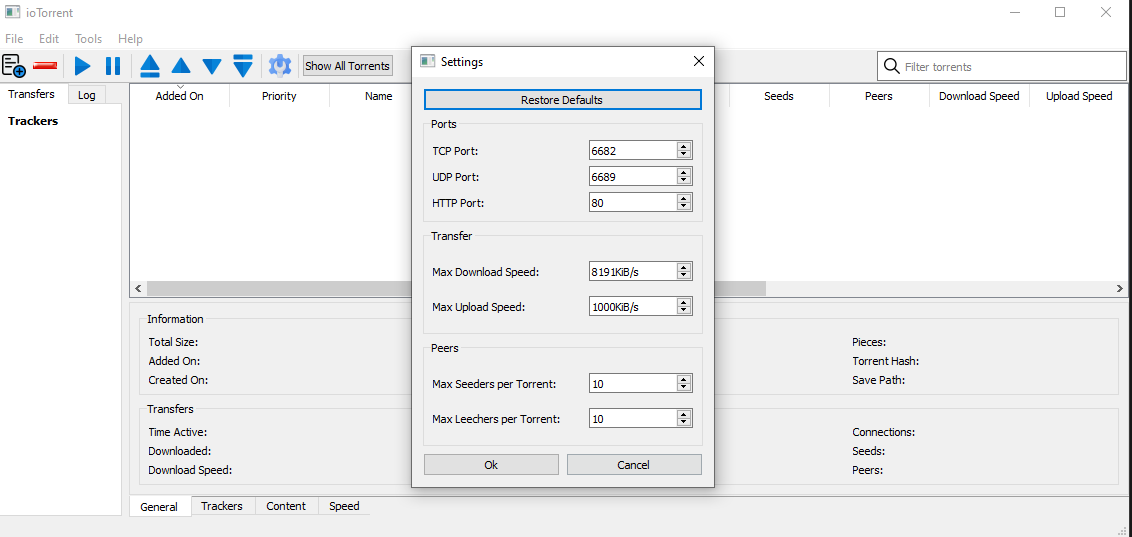 ioTorrent
File Edit Tools Help
Show All Torrents
Filter torrents
Transfers Log
Trackers
Added On Priority Name Seeds Peers Download Speed Upload Speed
Settings
Restore Defaults
Ports
TCP Port: 6682
UDP Port: 6689
HTTP Port: 80
Transfer
Max Download Speed: 8191KiB/s
Max Upload Speed: 1000KiB/s
Peers
Max Seeders per Torrent: 10
Max Leechers per Torrent: 10
Ok Cancel
Information
Total Size: Pieces:
Added On: Torrent Hash:
Created On: Save Path:
Transfers
Time Active: Connections:
Downloaded: Seeds:
Download Speed: Peers:
General Trackers Content Speed